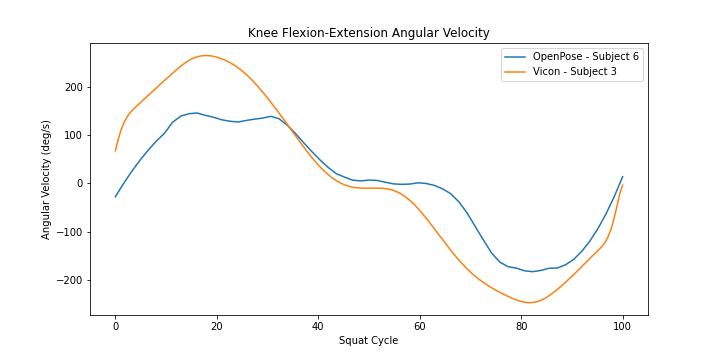 Knee Flexion-Extension Angular Velocity
OpenPose - Subject 6
Vicon - Subject 3
Angular Velocity (deg/s)
200
100
0
−100
−200
0 20 40 60 80 100
Squat Cycle